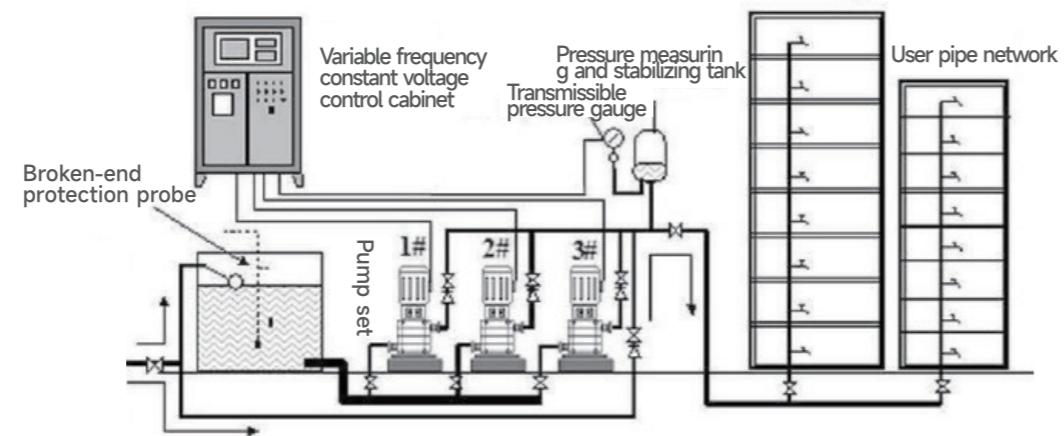 Variable frequency
constant voltage
control cabinet
Pressure measurin
g and stabilizing tank
Transmissible
pressure gauge
User pipe network
Broken-end
protection probe
Pump set
1#
2#
3#